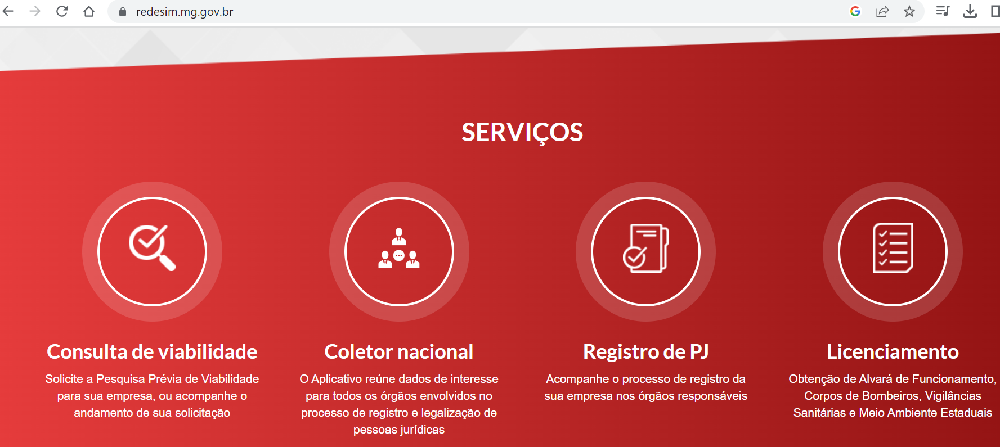 redesim.mg.gov.br
SERVIÇOS
Consulta de viabilidade
Solicite a Pesquisa Prévia de Viabilidade
para sua empresa, ou acompanhe o
andamento de sua solicitação
Coletor nacional
O Aplicativo reúne dados de interesse
para todos os órgãos envolvidos no
processo de registro e legalização de
pessoas jurídicas
Registro de PJ
Acompanhe o processo de registro da
sua empresa nos órgãos responsáveis
Licenciamento
Obtenção de Alvará de Funcionamento,
Corpos de Bombeiros, Vigilâncias
Sanitárias e Meio Ambiente Estaduais